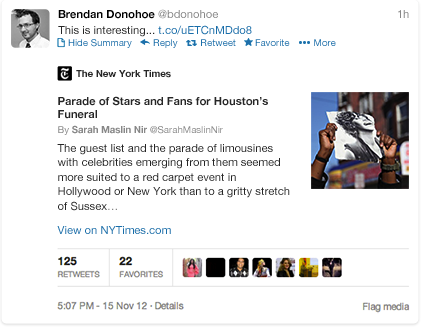 Brendan Donohoe @bdonohoe 1h
This is interesting... t.co/uETCnMDdo8
Hide Summary Reply Retweet Favorite More
The New York Times
Parade of Stars and Fans for Houston's
Funeral
By Sarah Maslin Nir @SarahMaslinNir
The guest list and the parade of limousines
with celebrities emerging from them seemed
more suited to a red carpet event in
Hollywood or New York than to a gritty stretch
of Sussex…
View on NYTimes.com
125 22
RETWEETS FAVORITES
5:07 PM - 15 Nov 12 · Details Flag media